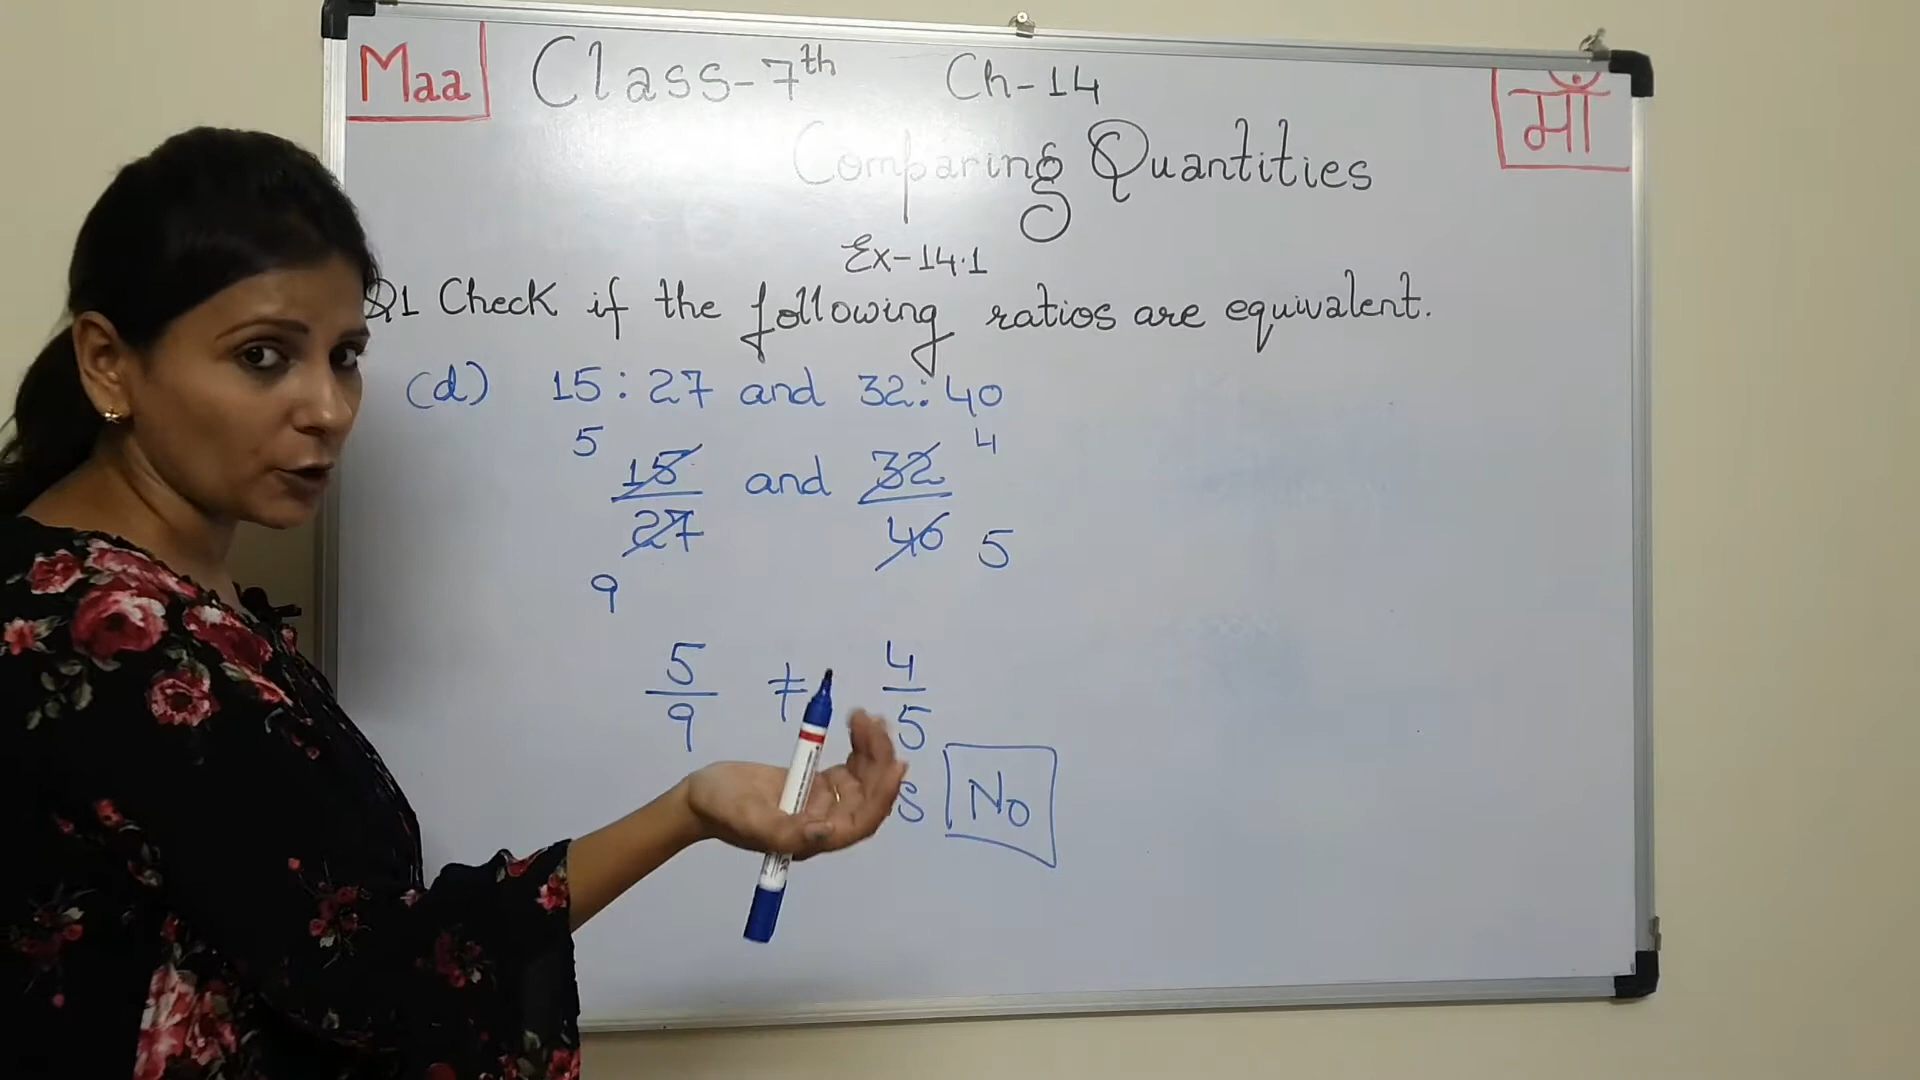 Maa Class-7th Ch-14 माँ
Comparing Quantities
Ex-14.1
Q1 Check if the following ratios are equivalent.
(d) 15:27 and 32:40
5 15/27 9 and 32/40 4 5
5/9 ≠ 4/5
No